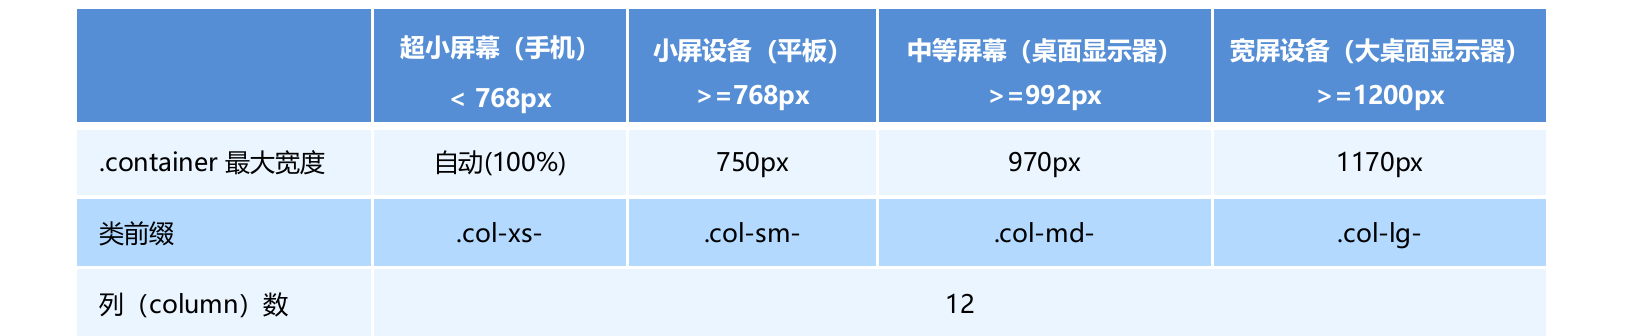 超小屏幕（手机）
< 768px
小屏设备（平板）
>=768px
中等屏幕（桌面显示器）
>=992px
宽屏设备（大桌面显示器）
>=1200px
.container 最大宽度
自动(100%)
750px
970px
1170px
类前缀
.col-xs-
.col-sm-
.col-md-
.col-lg-
列（column）数
12